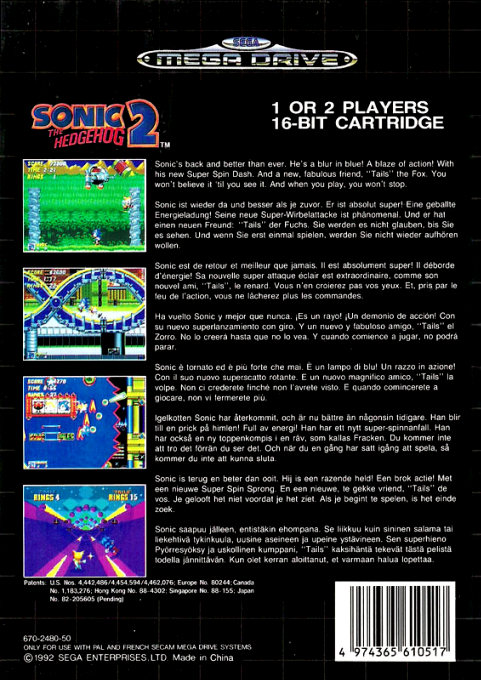 SEGA
MEGA DRIVE
SONIC
THE
HEDGEHOG
2
TM
1 OR 2 PLAYERS
16-BIT CARTRIDGE
Sonic's back and better than ever. He's a blur in blue! A blaze of action! With
his new Super Spin Dash. And a new, fabulous friend, "Tails" the Fox. You
won't believe it 'til you see it. And when you play, you won't stop.
Sonic ist wieder da und besser als je zuvor. Er ist absolut super! Eine geballte
Energieladung! Seine neue Super-Wirbelattacke ist phänomenal. Und er hat
einen neuen Freund: "Tails" der Fuchs. Sie werden es nicht glauben, bis Sie
es sehen. Und wenn Sie erst einmal spielen, werden Sie nicht wieder aufhören
wollen.
Sonic est de retour et meilleur que jamais. Il est absolument super! Il déborde
d'énergie! Sa nouvelle super attaque éclair est extraordinaire, comme son
nouvel ami, "Tails", le renard. Vous n'en croierez pas vos yeux. Et, pris par le
feu de l'action, vous ne lâcherez plus les commandes.
Ha vuelto Sonic y mejor que nunca. ¡Es un rayo! ¡Un demonio de acción! Con
su nuevo superlanzamiento con giro. Y un nuevo y fabuloso amigo, "Tails" el
Zorro. No lo creerá hasta que no lo vea. Y cuando comience a jugar, no podrá
parar.
Sonic è tornato ed è più forte che mai. È un lampo di blu! Un razzo in azione!
Con il suo nuovo superscatto rotante. E un nuovo magnifico amico, "Tails" la
volpe. Non ci crederete finchè non l'avrete visto. E quando comincerete a
giocare, non vi fermerete più.
Igelkotten Sonic har återkommit, och är nu bättre än någonsin tidigare. Han blir
till en prick på himlen! Full av energi! Han har ett nytt super-spinnanfall. Han
har också en ny toppenkompis i en räv, som kallas Fracken. Du kommer inte
att tro det förrän du ser det. Och när du en gång har satt igång att spela, så
kommer du inte att kunna sluta.
Sonic is terug en beter dan ooit. Hij is een razende held! Een brok actie! Met
een nieuwe Super Spin Sprong. En een nieuwe, te gekke vriend, "Tails" de
vos. Je gelooft het niet voordat je het ziet. Als je begint te spelen, is het einde
zoek.
Sonic saapuu jälleen, entistäkin ehompana. Se liikkuu kuin sininen salama tai
liekehtivä tykinkuula, uusine aseineen ja upeine ystävineen. Sen superhieno
Pyörresyöksy ja uskollinen kumppani, "Tails" kaksihäntä tekevät tästä pelistä
todella jännittävän. Kun olet kerran aloittanut, et varmaan halua lopettaa.
RINGS 4
RINGS 15
Patents: U.S. Nos. 4,442,486/4,454,594/4,462,076; Europe No. 80244; Canada
No. 1,183,276; Hong Kong No. 88-4302; Singapore No. 88-155; Japan
No. 82-205605 (Pending)
670-2480-50
ONLY FOR USE WITH PAL AND FRENCH SECAM MEGA DRIVE SYSTEMS
©1992 SEGA ENTERPRISES,LTD. Made in China
4 974365 610517